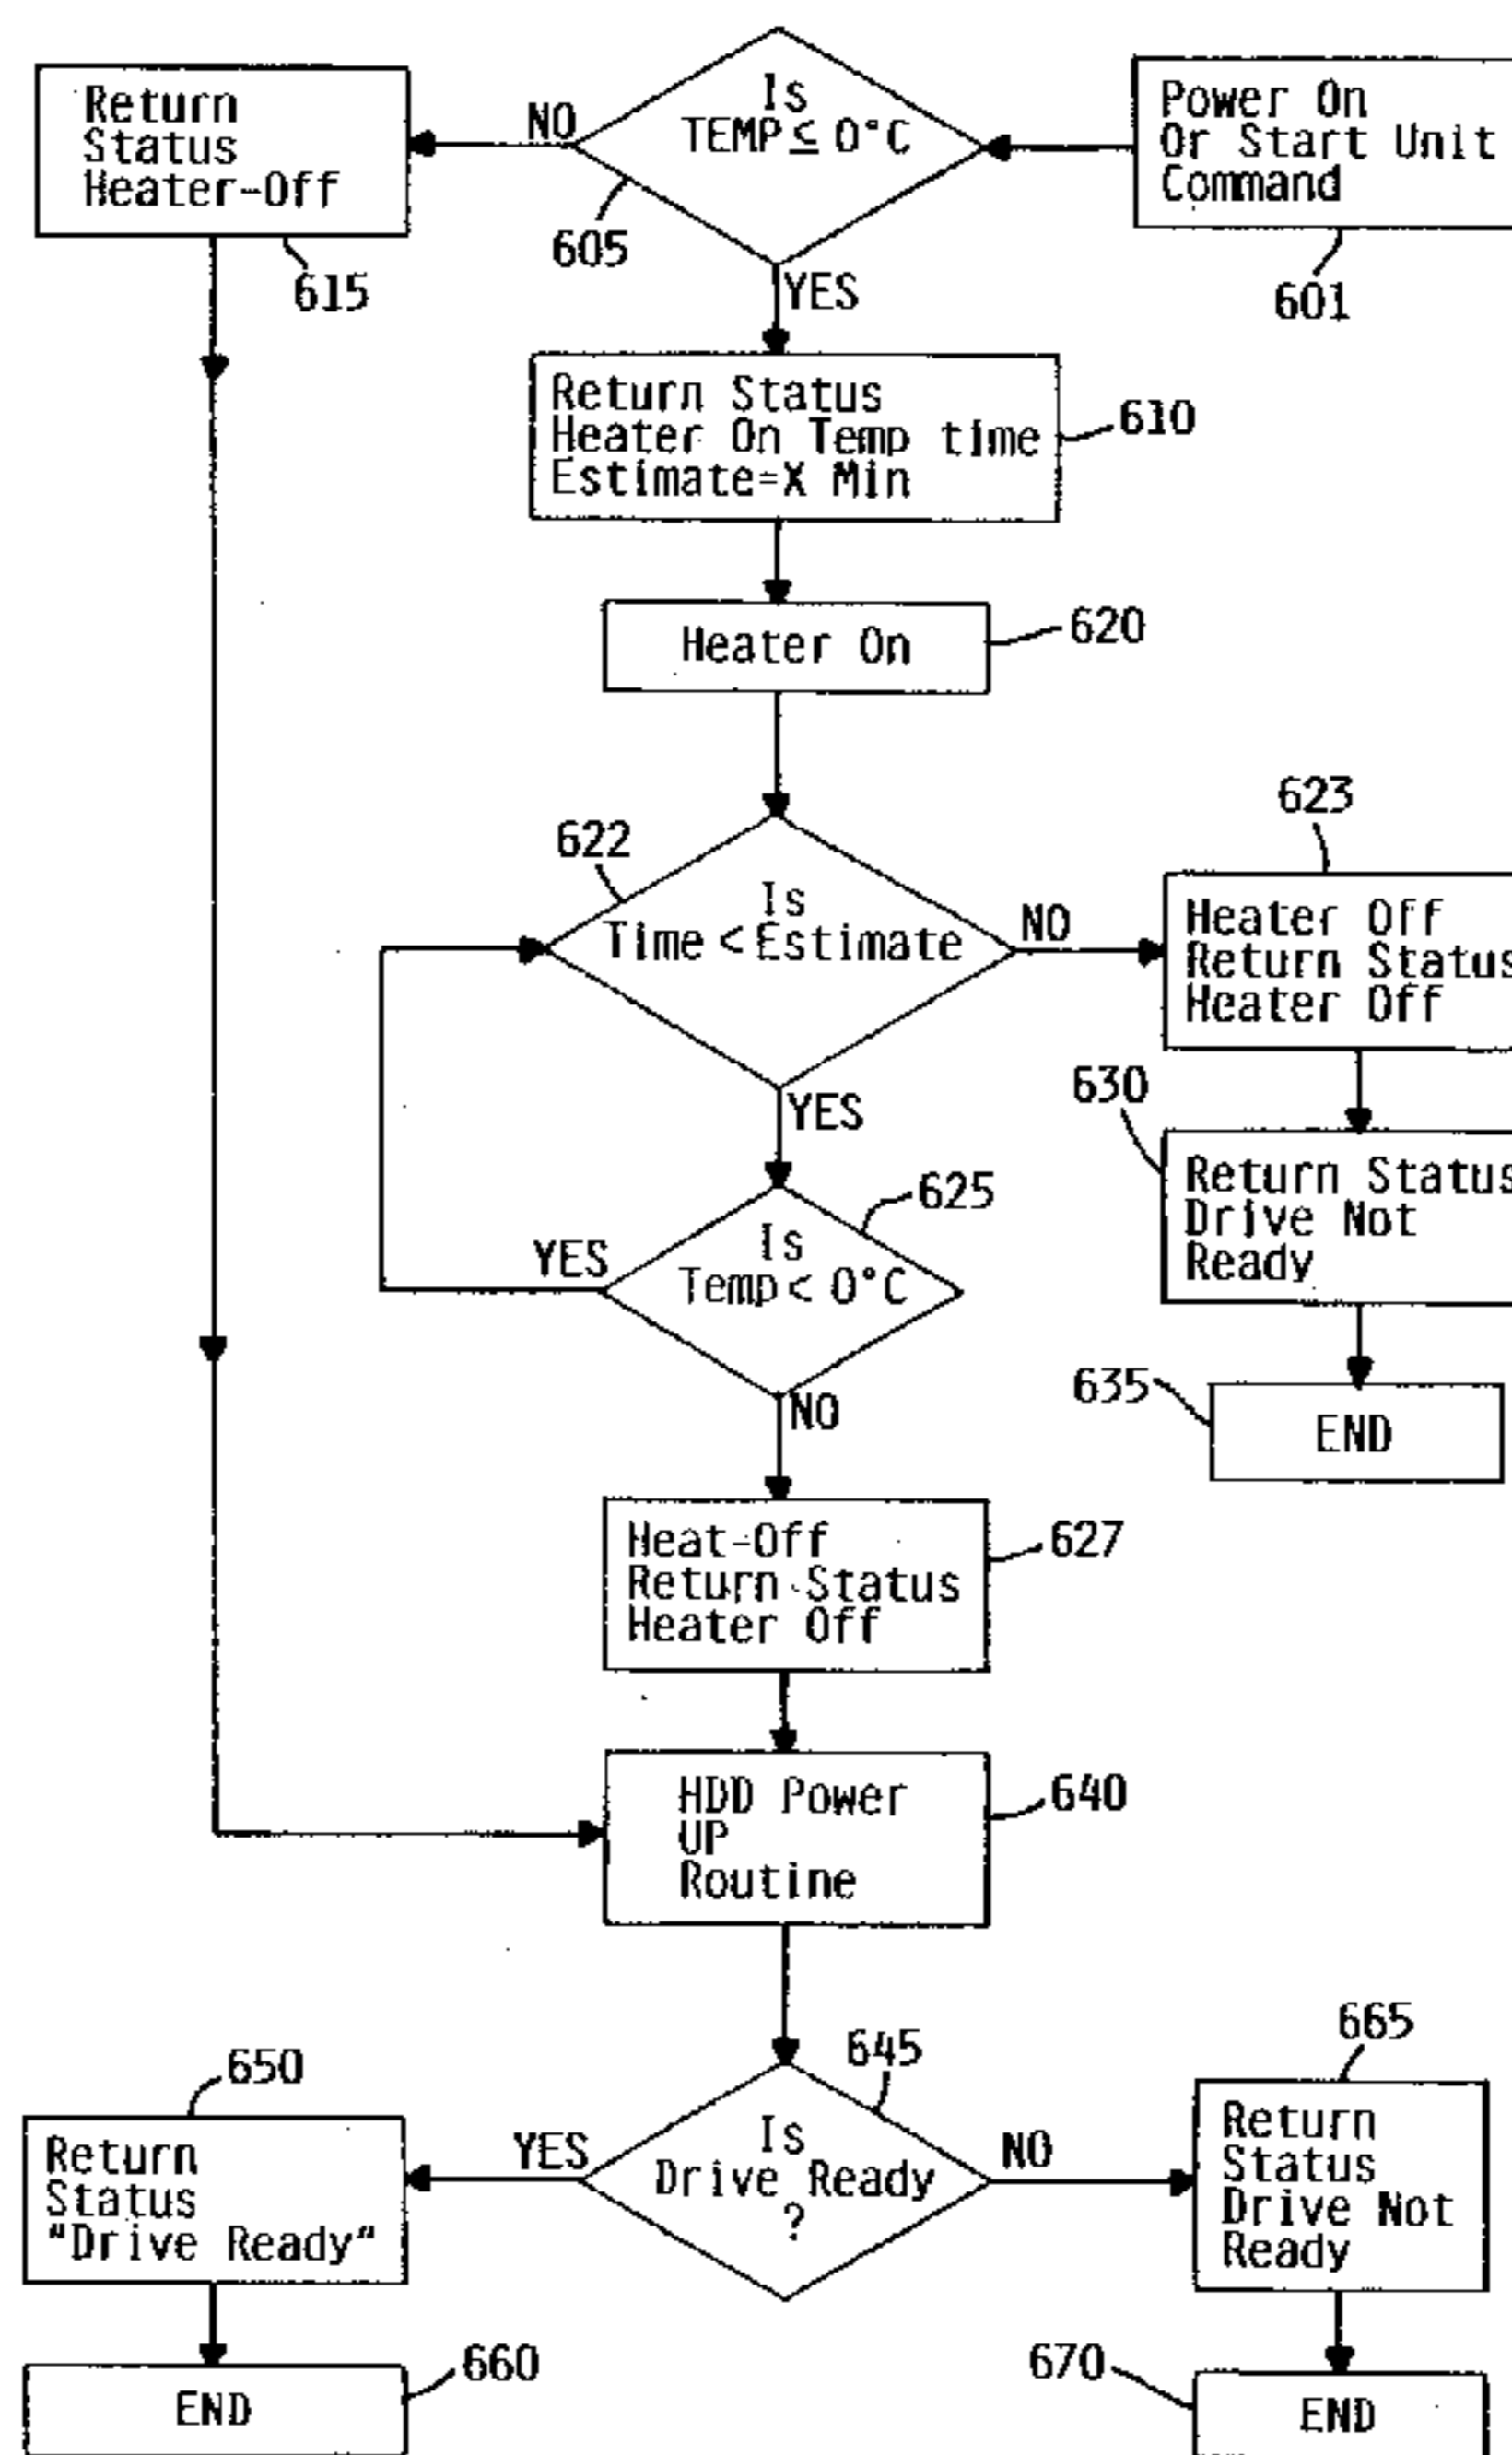 Return
Status
Heater-Off
615
NO
Is
TEMP ≤ 0°C
605
YES
Power On
Or Start Unit
Command
601
Return Status
Heater On Temp time
Estimate=X Min
610
Heater On
620
622
Is
Time < Estimate
NO
YES
623
Heater Off
Return Status
Heater Off
630
Return Status
Drive Not
Ready
635
END
625
Is
Temp < 0°C
YES
NO
Heat-Off
Return Status
Heater Off
627
HDD Power
UP
Routine
640
645
Is
Drive Ready
?
YES
NO
650
Return
Status
"Drive Ready"
660
END
665
Return
Status
Drive Not
Ready
670
END